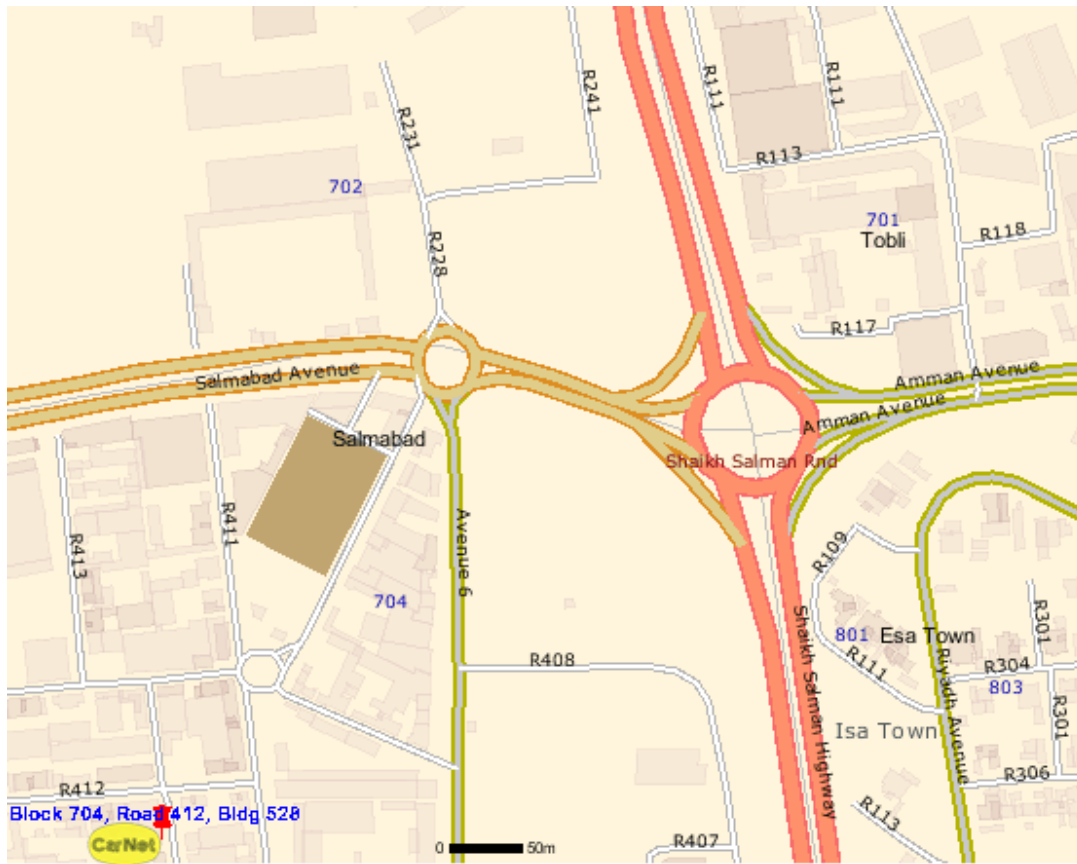 R241
R111
R111
R231
R113
702
701
Tobli
R118
R228
R117
Salmabad Avenue
Amman Avenue
Amman Avenue
Salmabad
Shaikh Salman Rnd
R411
R413
Avenue 6
R109
704
801
Esa Town
R301
R111
R408
R304
803
Shaikh Salman Highway
Riyadh Avenue
Isa Town
R301
R306
R412
Block 704, Road 412, Bldg 528
CarNet
R113
R407
0 50m